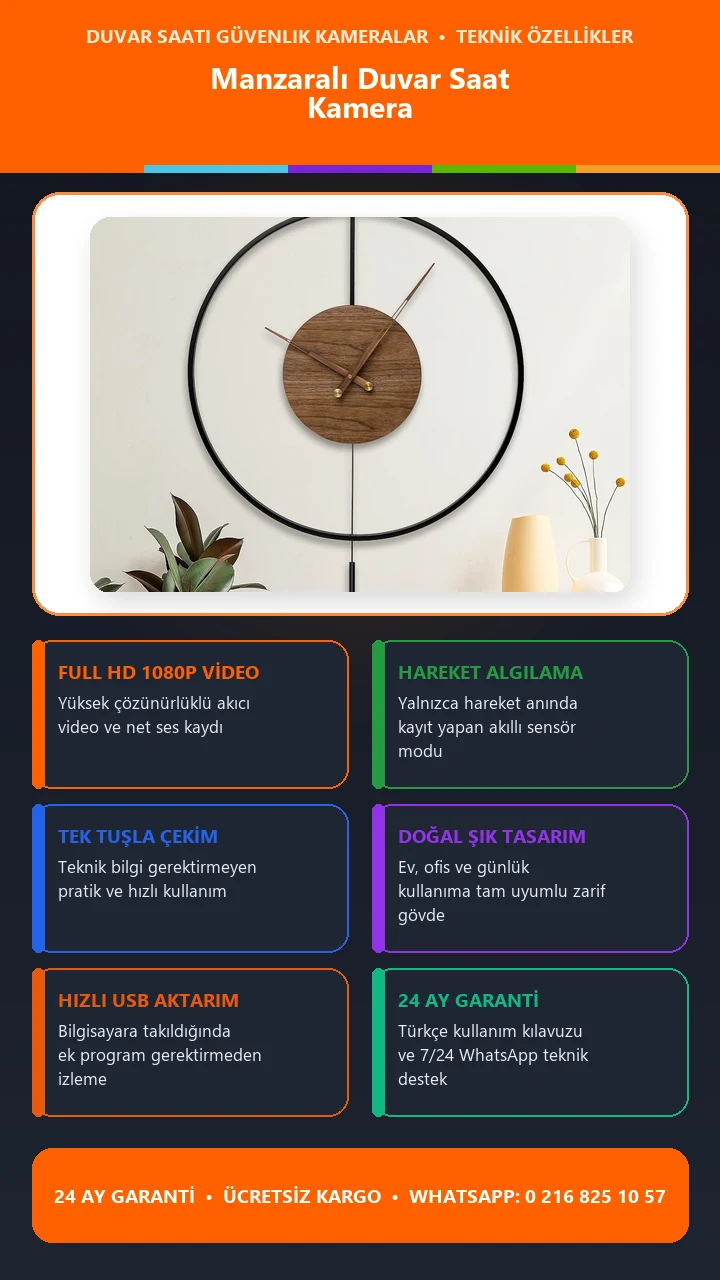 DUVAR SAATI GÜVENLIK KAMERALAR • TEKNİK ÖZELLİKLER
Manzaralı Duvar Saat
Kamera
FULL HD 1080P VİDEO
Yüksek çözünürlüklü akıcı
video ve net ses kaydı
HAREKET ALGILAMA
Yalnızca hareket anında
kayıt yapan akıllı sensör
modu
TEK TUŞLA ÇEKİM
Teknik bilgi gerektirmeyen
pratik ve hızlı kullanım
DOĞAL ŞIK TASARIM
Ev, ofis ve günlük
kullanıma tam uyumlu zarif
gövde
HIZLI USB AKTARIM
Bilgisayara takıldığında
ek program gerektirmeden
izleme
24 AY GARANTİ
Türkçe kullanım kılavuzu
ve 7/24 WhatsApp teknik
destek
24 AY GARANTİ • ÜCRETSİZ KARGO • WHATSAPP: 0 216 825 10 57